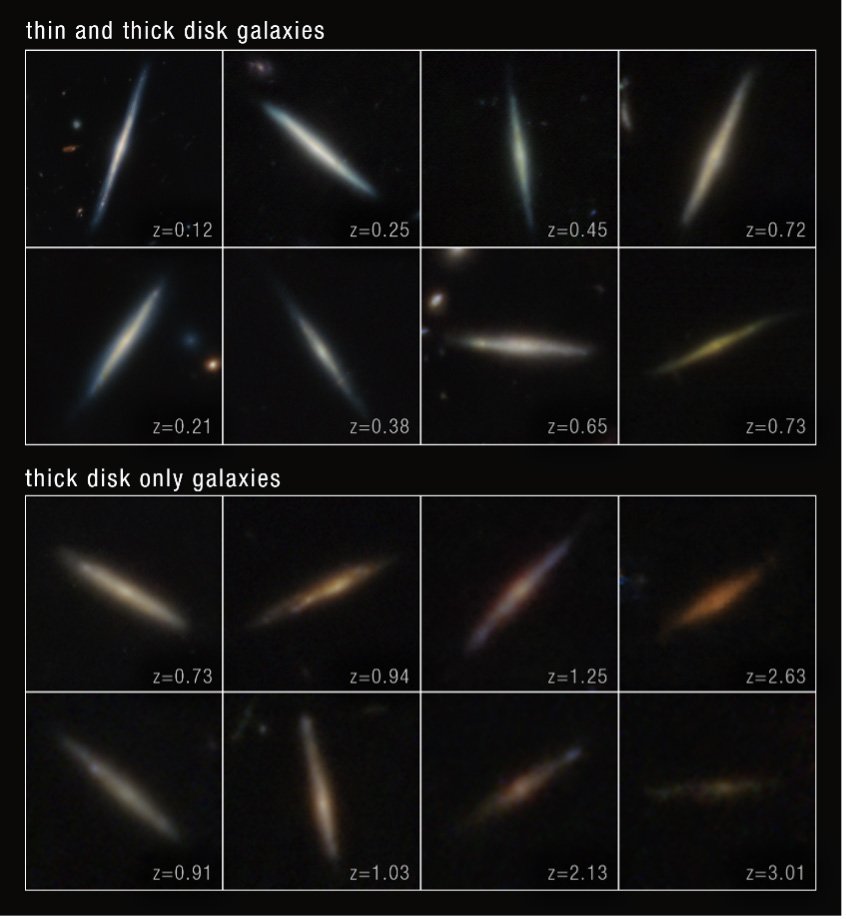 thin and thick disk galaxies
z=0.12 z=0.25 z=0.45 z=0.72
z=0.21 z=0.38 z=0.65 z=0.73
thick disk only galaxies
z=0.73 z=0.94 z=1.25 z=2.63
z=0.91 z=1.03 z=2.13 z=3.01